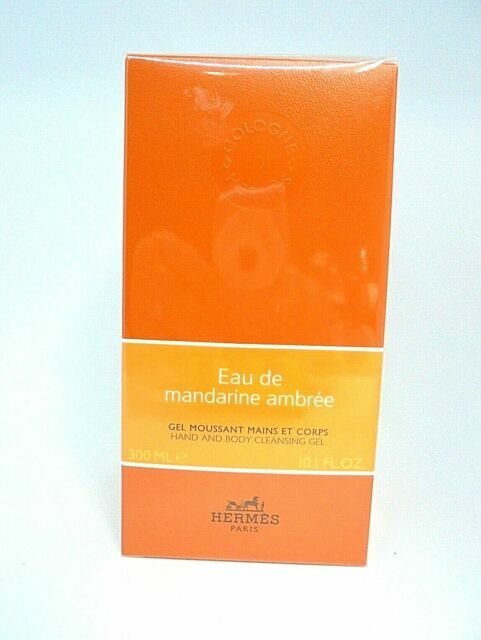 COLOGNE
Eau de
mandarine ambrée
GEL MOUSSANT MAINS ET CORPS
HAND AND BODY CLEANSING GEL
300 ML ℮ 10.1 FL.OZ.
HERMÈS
PARIS